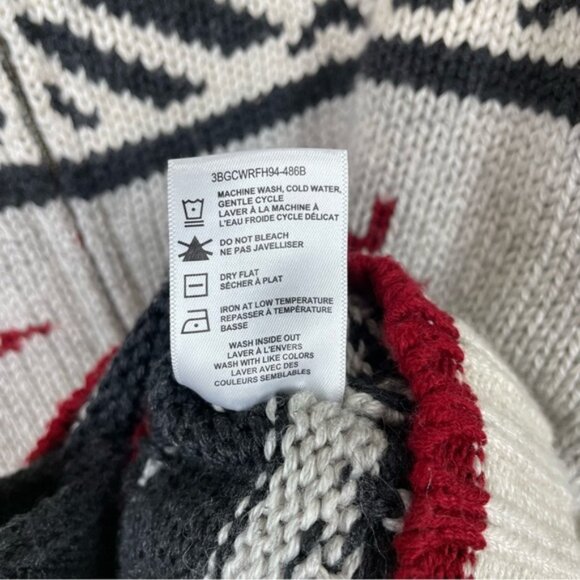 3BGCWRFH94-486B
MACHINE WASH, COLD WATER,
GENTLE CYCLE
LAVER À LA MACHINE À
L'EAU FROIDE CYCLE DÉLICAT
DO NOT BLEACH
NE PAS JAVELLISER
DRY FLAT
SÉCHER À PLAT
IRON AT LOW TEMPERATURE
REPASSER À TEMPÉRATURE
BASSE
WASH INSIDE OUT
LAVER À L'ENVERS
WASH WITH LIKE COLORS
LAVER AVEC DES
COULEURS SEMBLABLES